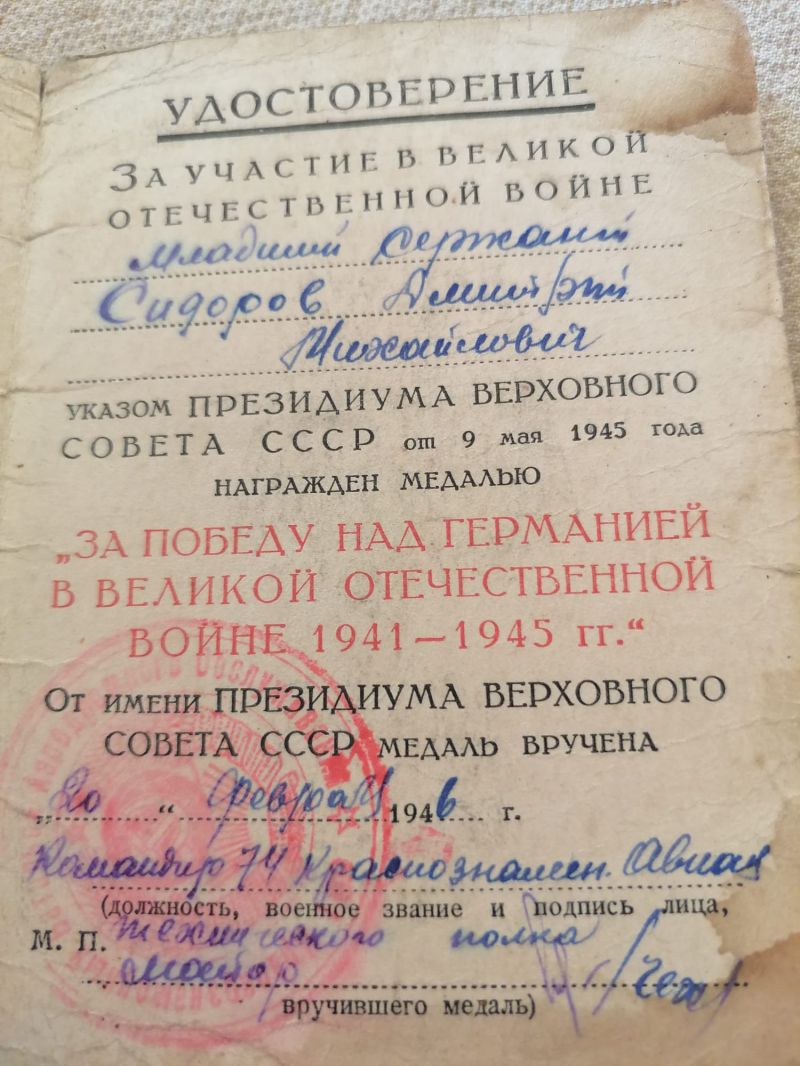 УДОСТОВЕРЕНИЕ
ЗА УЧАСТИЕ В ВЕЛИКОЙ
ОТЕЧЕСТВЕННОЙ ВОЙНЕ
Младший сержант
Сидоров Дмитрий
Михайлович
УКАЗОМ ПРЕЗИДИУМА ВЕРХОВНОГО
СОВЕТА СССР от 9 мая 1945 года
НАГРАЖДЕН МЕДАЛЬЮ
„ЗА ПОБЕДУ НАД ГЕРМАНИЕЙ
В ВЕЛИКОЙ ОТЕЧЕСТВЕННОЙ
ВОЙНЕ 1941—1945 гг.“
ОТ ИМЕНИ ПРЕЗИДИУМА ВЕРХОВНОГО
СОВЕТА СССР МЕДАЛЬ ВРУЧЕНА
„20“ февраля 1946 г.
Командир 74 Краснознамен. Авиац
(должность, военное звание и подпись лица,
М. П. технического полка
майор
вручившего медаль)